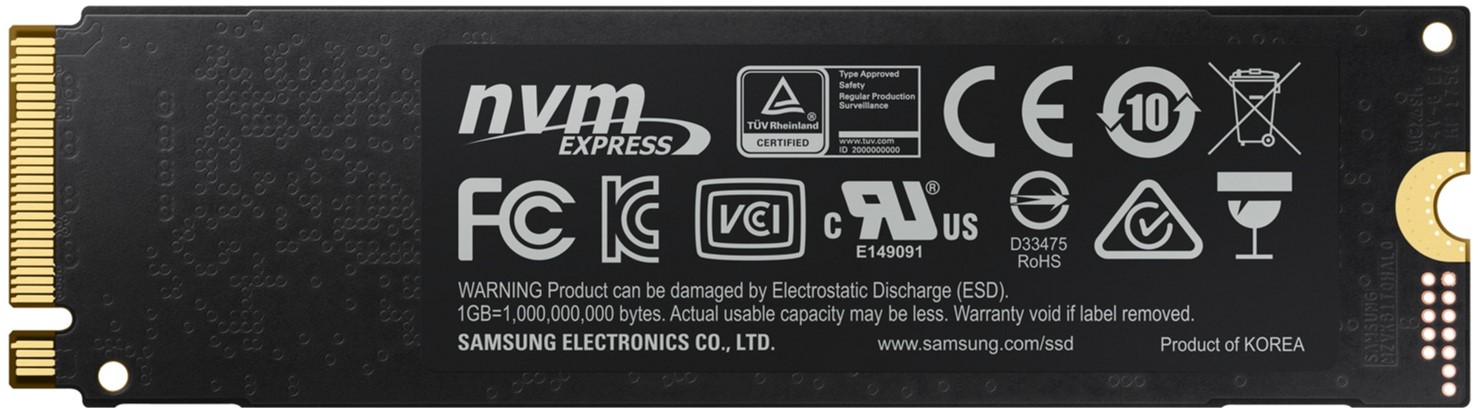 nvm
EXPRESS
TÜV Rheinland
®
CERTIFIED
Type Approved
Safety
Regular Production
Surveillance
www.tuv.com
ID 2000000000
CE
10
FC
VCI
C
®
US
E149091
D33475
RoHS
WARNING Product can be damaged by Electrostatic Discharge (ESD).
1GB=1,000,000,000 bytes. Actual usable capacity may be less. Warranty void if label removed.
SAMSUNG ELECTRONICS CO., LTD.
www.samsung.com/ssd
Product of KOREA
SAMSUNG